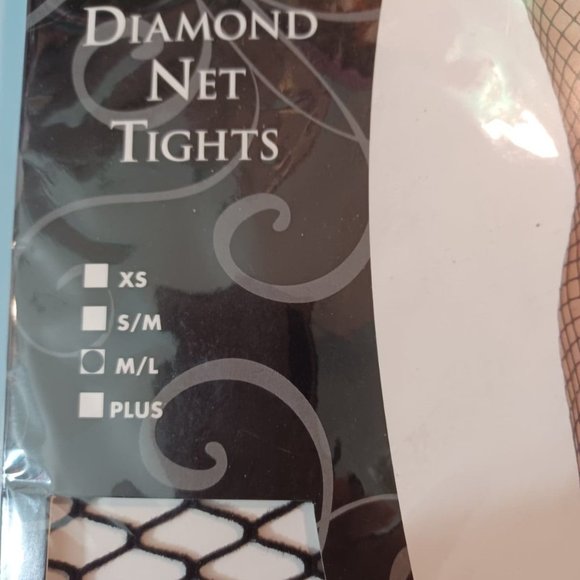 DIAMOND
NET
TIGHTS
XS
S/M
M/L
PLUS